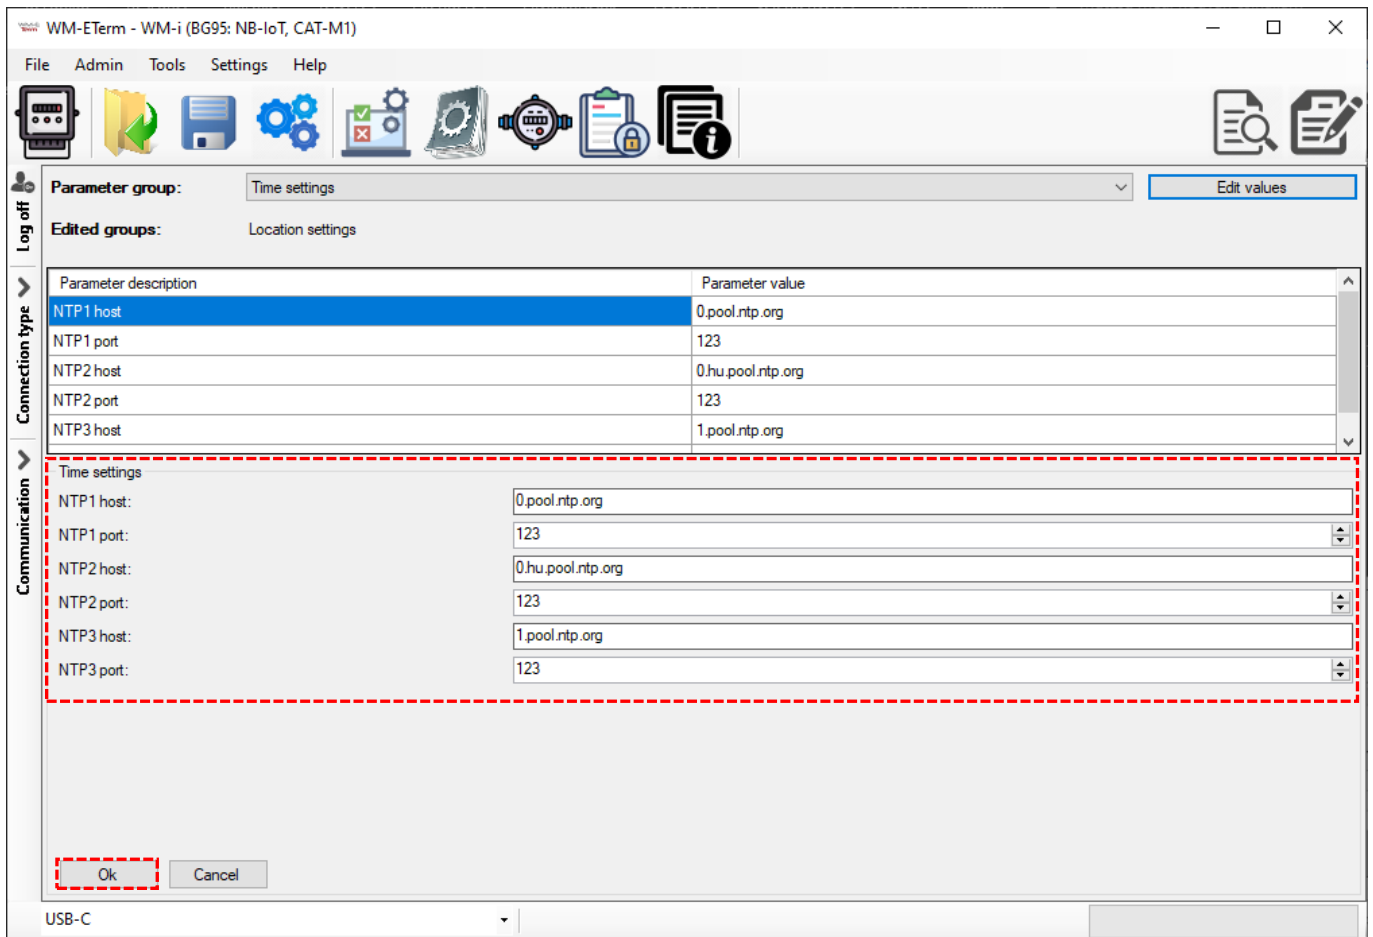 WM-ETerm - WM-i (BG95: NB-IoT, CAT-M1)
File Admin Tools Settings Help
Log off
Connection type
Communication
Parameter group: Time settings Edit values
Edited groups: Location settings
Parameter description Parameter value
NTP1 host 0.pool.ntp.org
NTP1 port 123
NTP2 host 0.hu.pool.ntp.org
NTP2 port 123
NTP3 host 1.pool.ntp.org
Time settings
NTP1 host: 0.pool.ntp.org
NTP1 port: 123
NTP2 host: 0.hu.pool.ntp.org
NTP2 port: 123
NTP3 host: 1.pool.ntp.org
NTP3 port: 123
Ok Cancel
USB-C